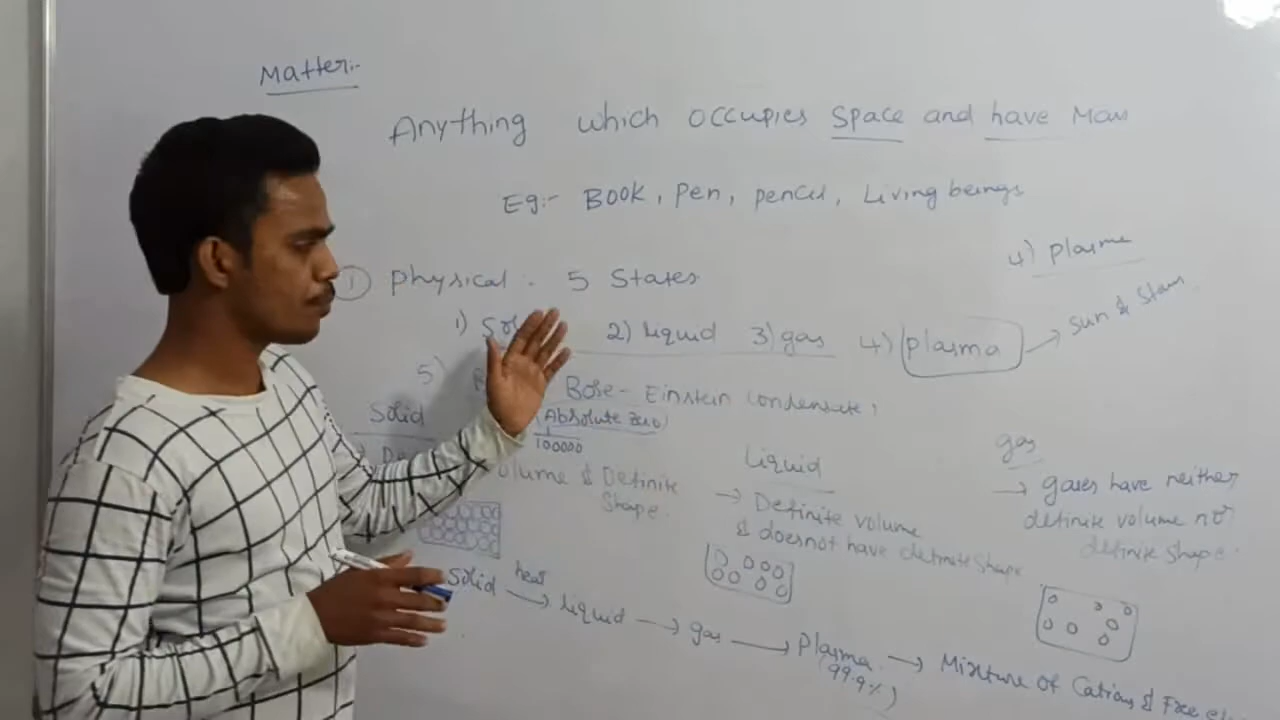 Matter:-
Anything which occupies space and have Mass
Eg:- Book, Pen, pencil, Living beings
4) Plasma
① Physical - 5 States
Sun & Stars
1) Sol 2) Liquid 3) gas 4) plasma
5) Bose-Einstein condensate
Solid (Absolute zero)
1/100000
gas
Liquid
→ gases have neither
olume & Definite
Shape.
→ Definite volume
definite volume nor
& doesnot have definite shape
definite shape.
Solid heat → Liquid → gas → Plasma → Mixture of Cations & Free
(99.9%)